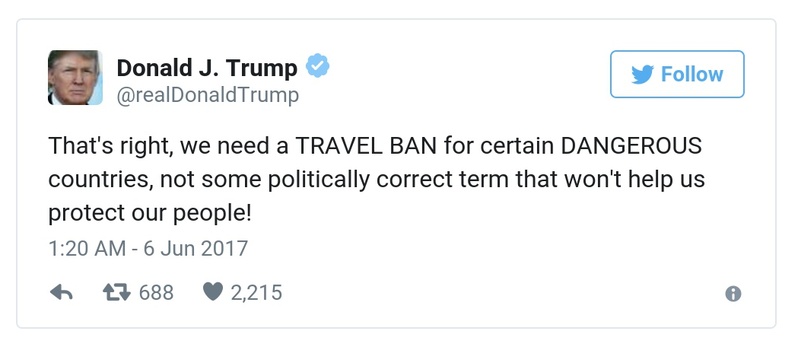 Donald J. Trump
Follow
@realDonaldTrump
That's right, we need a TRAVEL BAN for certain DANGEROUS
countries, not some politically correct term that won't help us
protect our people!
1:20 AM - 6 Jun 2017
688 2,215